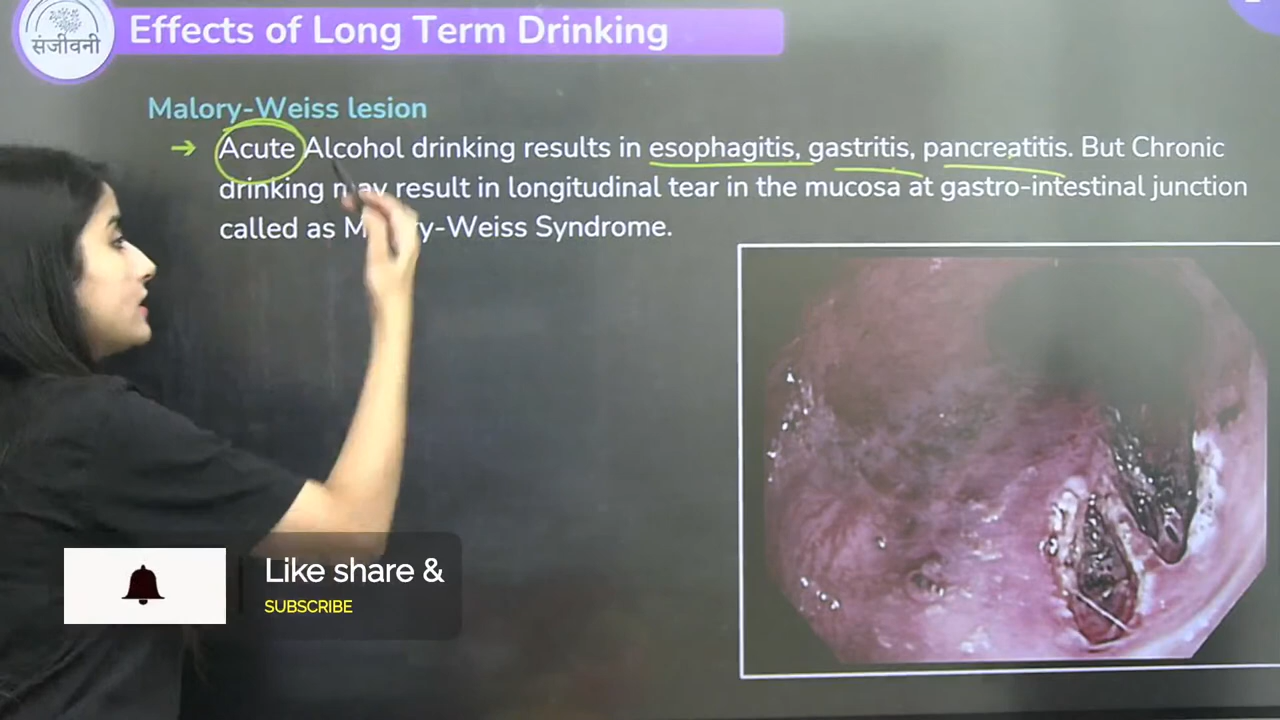 संजीवनी
Effects of Long Term Drinking
Malory-Weiss lesion
➔ Acute Alcohol drinking results in esophagitis, gastritis, pancreatitis. But Chronic
drinking may result in longitudinal tear in the mucosa at gastro-intestinal junction
called as Malory-Weiss Syndrome.
Like share &
SUBSCRIBE